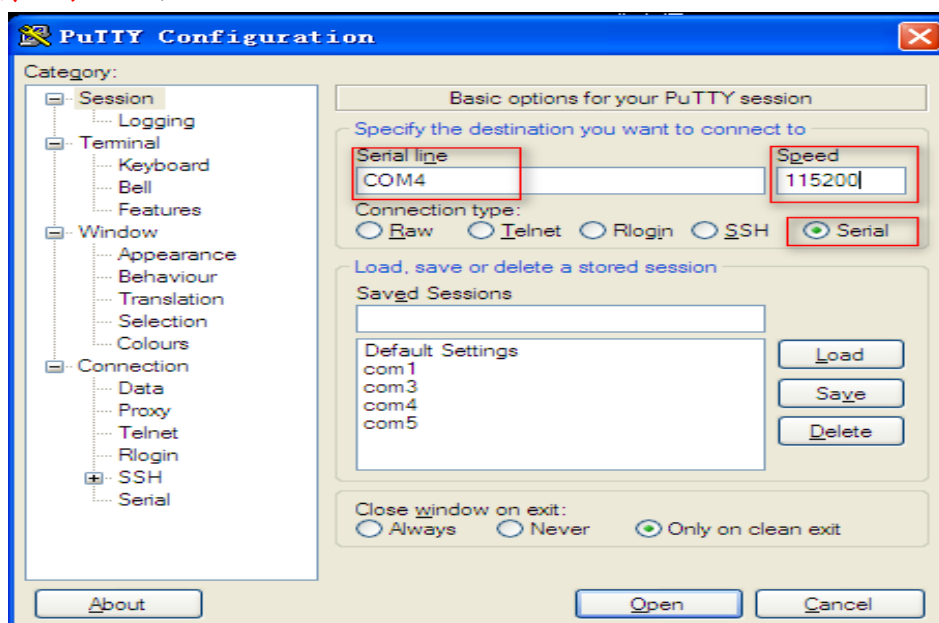 PuTTY Configuration
Category:
Session
Logging
Terminal
Keyboard
Bell
Features
Window
Appearance
Behaviour
Translation
Selection
Colours
Connection
Data
Proxy
Telnet
Rlogin
SSH
Serial
Basic options for your PuTTY session
Specify the destination you want to connect to
Serial line Speed
COM4 115200
Connection type:
Raw Telnet Rlogin SSH Serial
Load, save or delete a stored session
Saved Sessions
Default Settings
com1
com3
com4
com5
Load
Save
Delete
Close window on exit:
Always Never Only on clean exit
About Open Cancel